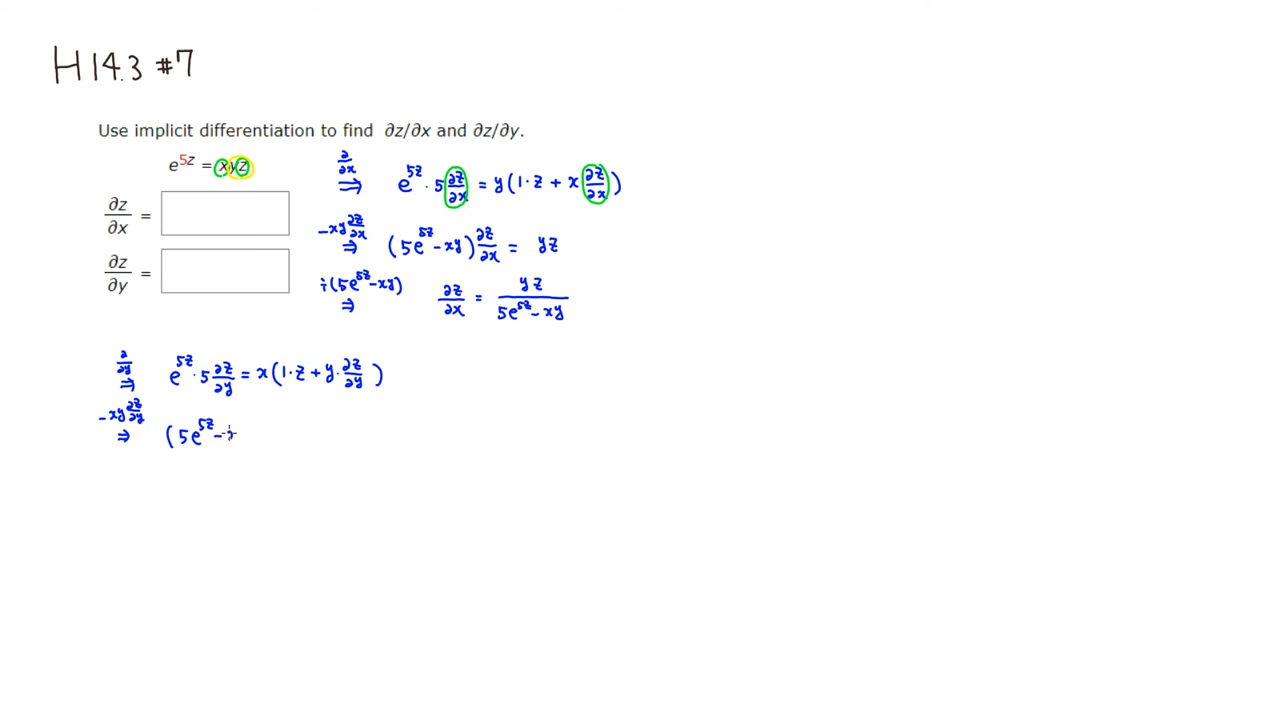 H14.3 #7
Use implicit differentiation to find ∂z/∂x and ∂z/∂y.
e^{5z} = xyz
∂/∂x ⇒ e^{5z} · 5 ∂z/∂x = y(1·z + x ∂z/∂x)
∂z/∂x =
-xy ∂z/∂x ⇒ (5e^{5z} - xy) ∂z/∂x = yz
∂z/∂y =
÷(5e^{5z} - xy) ⇒ ∂z/∂x = yz/(5e^{5z} - xy)
∂/∂y ⇒ e^{5z} · 5 ∂z/∂y = x(1·z + y · ∂z/∂y)
-xy ∂z/∂y ⇒ (5e^{5z} -